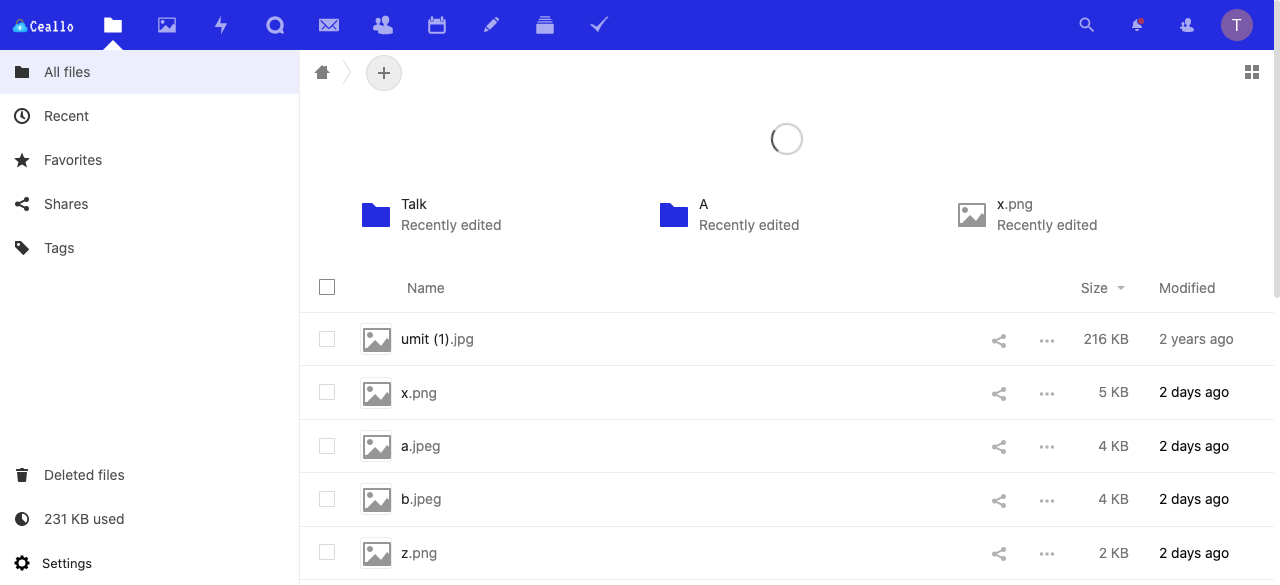 Ceallo
T
All files
Recent
Favorites
Shares
Tags
Deleted files
231 KB used
Settings
Talk
Recently edited
A
Recently edited
x.png
Recently edited
Name Size Modified
umit (1).jpg 216 KB 2 years ago
x.png 5 KB 2 days ago
a.jpeg 4 KB 2 days ago
b.jpeg 4 KB 2 days ago
z.png 2 KB 2 days ago